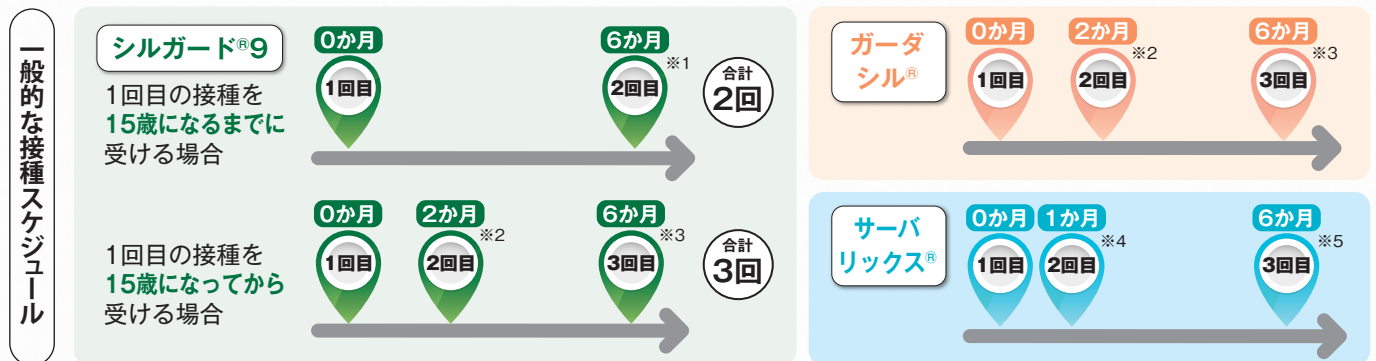 一般的な接種スケジュール
シルガード®9
1回目の接種を
15歳になるまでに
受ける場合
0か月
6か月
1回目
2回目
※1
合計
2回
1回目の接種を
15歳になってから
受ける場合
0か月
2か月
6か月
1回目
2回目
※2
3回目
※3
合計
3回
ガーダ
シル®
0か月
2か月
6か月
1回目
2回目
※2
3回目
※3
サーバ
リックス®
0か月
1か月
6か月
1回目
2回目
※4
3回目
※5